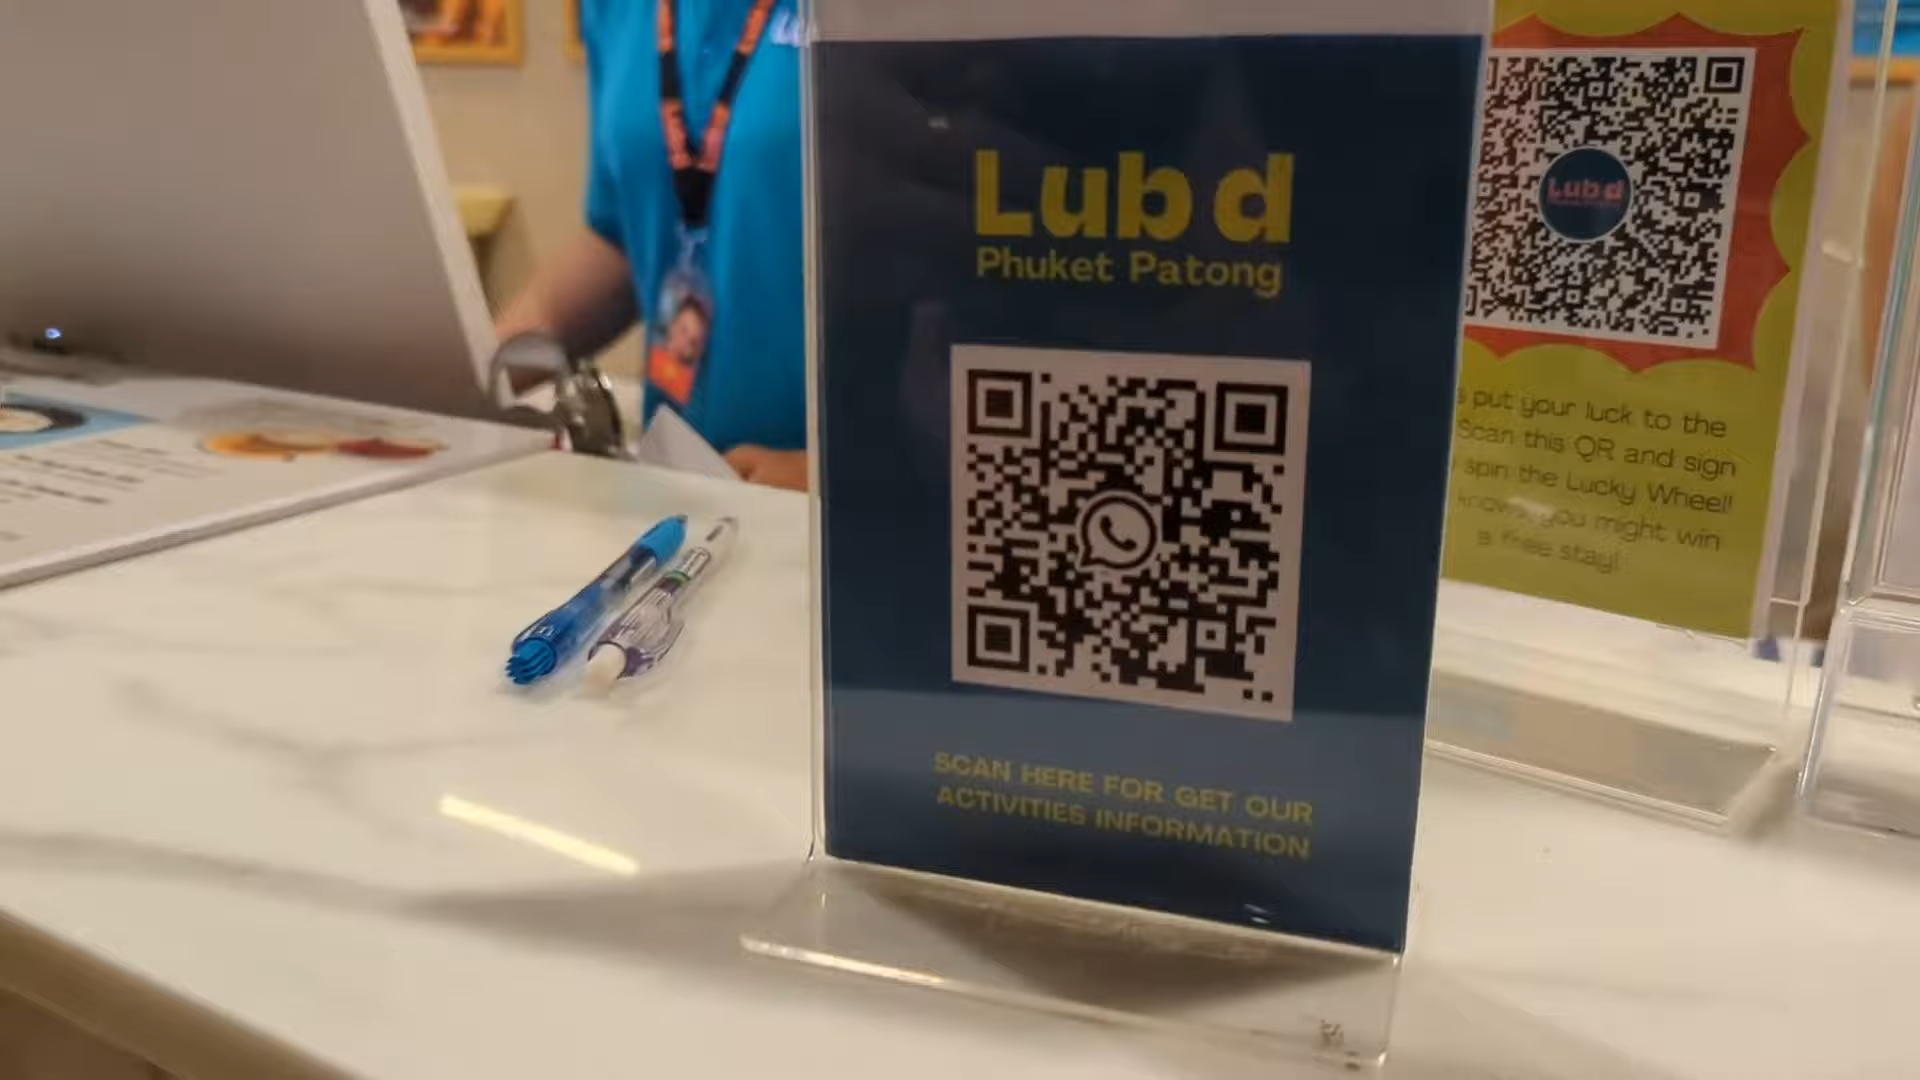 Lub d
Phuket Patong
SCAN HERE FOR GET OUR
ACTIVITIES INFORMATION
Lub d
put your luck to the
Scan this QR and sign
spin the Lucky Wheel!
you might win
a free stay!